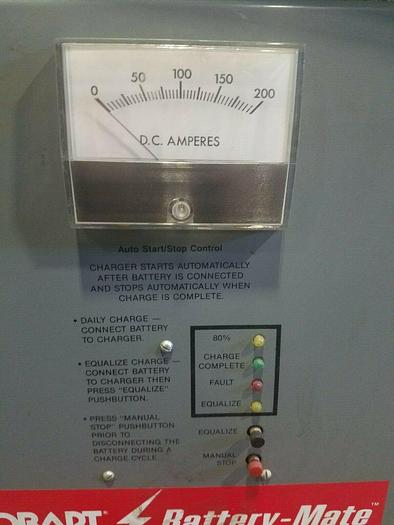 0 50 100 150 200
D.C. AMPERES
Auto Start/Stop Control
CHARGER STARTS AUTOMATICALLY
AFTER BATTERY IS CONNECTED
AND STOPS AUTOMATICALLY WHEN
CHARGE IS COMPLETE.
• DAILY CHARGE —
CONNECT BATTERY
TO CHARGER.
• EQUALIZE CHARGE —
CONNECT BATTERY
TO CHARGER THEN
PRESS "EQUALIZE"
PUSHBUTTON.
• PRESS "MANUAL
STOP" PUSHBUTTON
PRIOR TO
DISCONNECTING THE
BATTERY DURING A
CHARGE CYCLE
80%
CHARGE
COMPLETE
FAULT
EQUALIZE
EQUALIZE
MANUAL
STOP
OBART Battery-Mate™